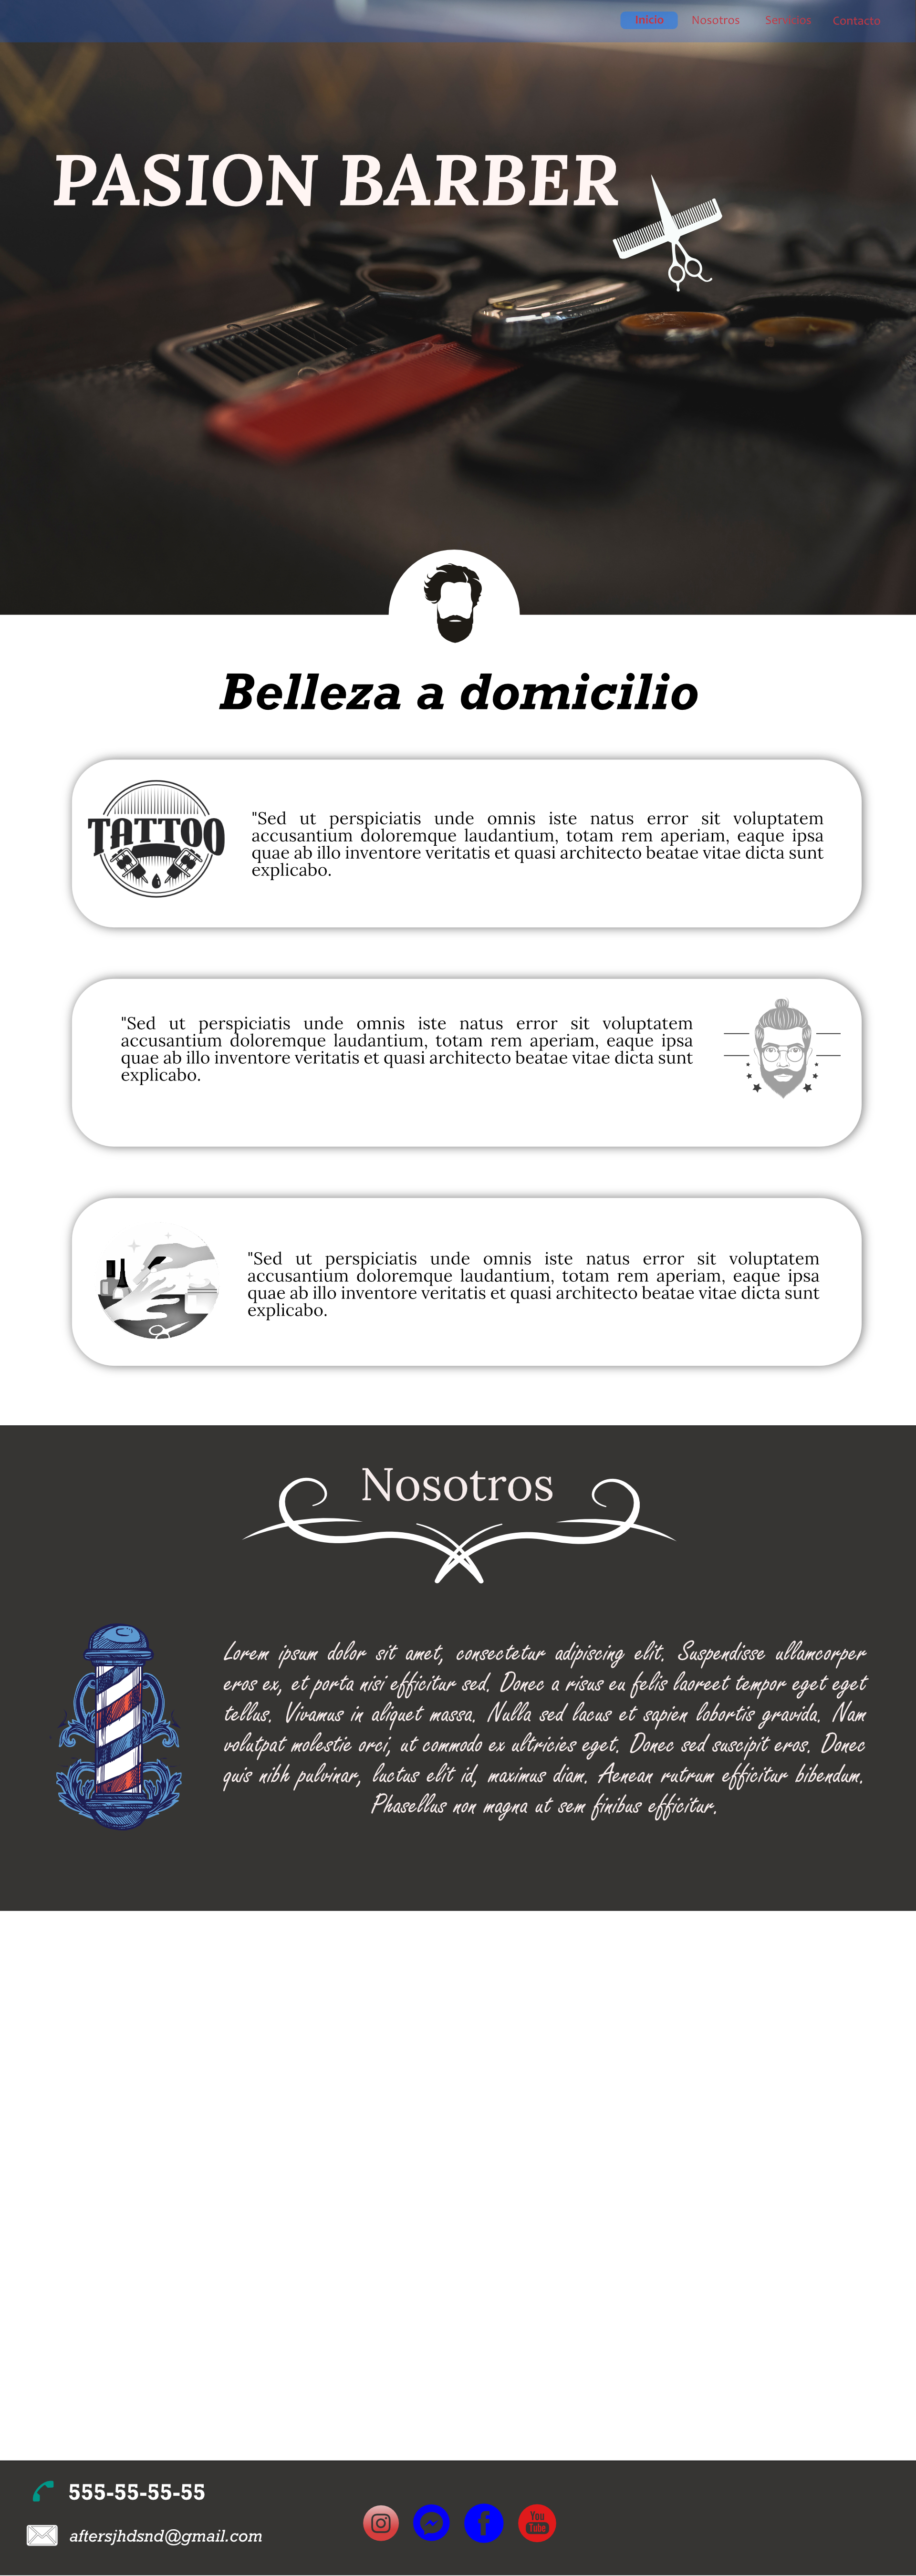 Inicio Nosotros Servicios Contacto
PASION BARBER
Belleza a domicilio
TATTOO
"Sed ut perspiciatis unde omnis iste natus error sit voluptatem
accusantium doloremque laudantium, totam rem aperiam, eaque ipsa
quae ab illo inventore veritatis et quasi architecto beatae vitae dicta sunt
explicabo.
"Sed ut perspiciatis unde omnis iste natus error sit voluptatem
accusantium doloremque laudantium, totam rem aperiam, eaque ipsa
quae ab illo inventore veritatis et quasi architecto beatae vitae dicta sunt
explicabo.
"Sed ut perspiciatis unde omnis iste natus error sit voluptatem
accusantium doloremque laudantium, totam rem aperiam, eaque ipsa
quae ab illo inventore veritatis et quasi architecto beatae vitae dicta sunt
explicabo.
Nosotros
Lorem ipsum dolor sit amet, consectetur adipiscing elit. Suspendisse ullamcorper
eros ex, et porta nisi efficitur sed. Donec a risus eu felis laoreet tempor eget eget
tellus. Vivamus in aliquet massa. Nulla sed lacus et sapien lobortis gravida. Nam
volutpat molestie orci, ut commodo ex ultricies eget. Donec sed suscipit eros. Donec
quis nibh pulvinar, luctus elit id, maximus diam. Aenean rutrum efficitur bibendum.
Phasellus non magna ut sem finibus efficitur.
555-55-55-55
aftersjhdsnd@gmail.com
You
Tube